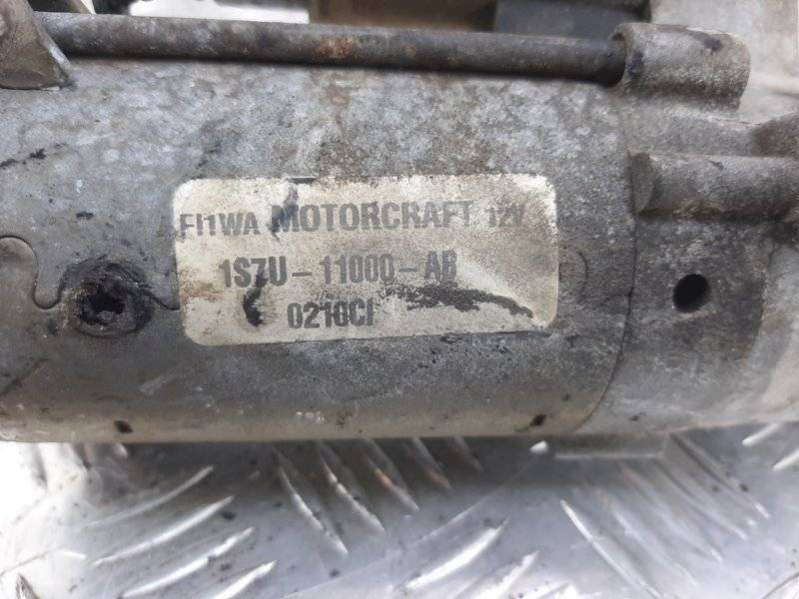 FI1WA MOTORCRAFT 12V
1S7U-11000-AB
0210CI